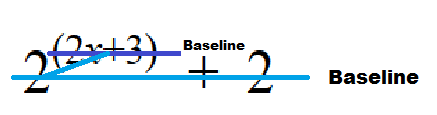 2^(2x+3) + 2 Baseline
Baseline